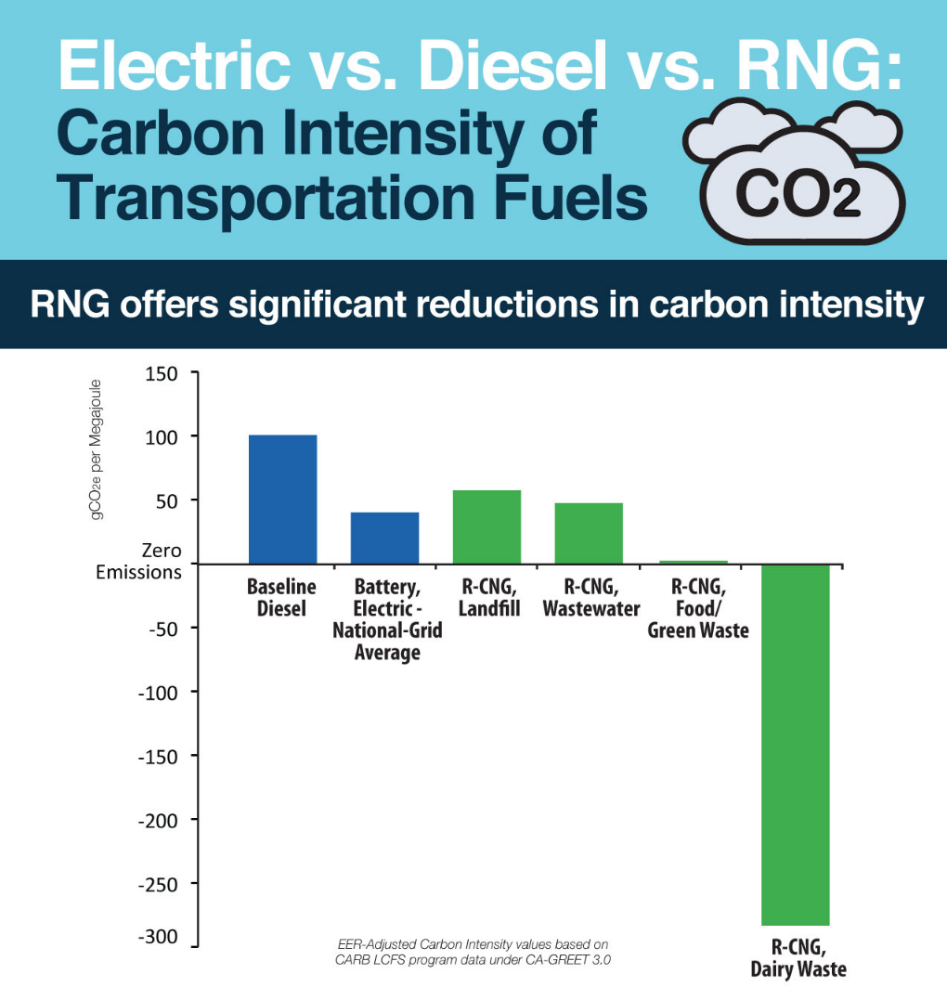 Electric vs. Diesel vs. RNG:
Carbon Intensity of
Transportation Fuels
CO2
RNG offers significant reductions in carbon intensity
gCO2e per Megajoule
150
100
50
Zero
Emissions
-50
-100
-150
-200
-250
-300
Baseline
Diesel
Battery,
Electric -
National-Grid
Average
R-CNG,
Landfill
R-CNG,
Wastewater
R-CNG,
Food/
Green Waste
R-CNG,
Dairy Waste
EER-Adjusted Carbon Intensity values based on
CARB LCFS program data under CA-GREET 3.0